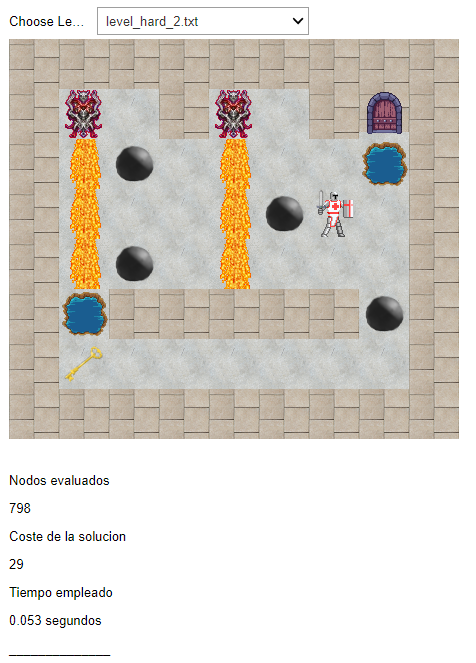 Choose Le... level_hard_2.txt
Nodos evaluados
798
Coste de la solucion
29
Tiempo empleado
0.053 segundos